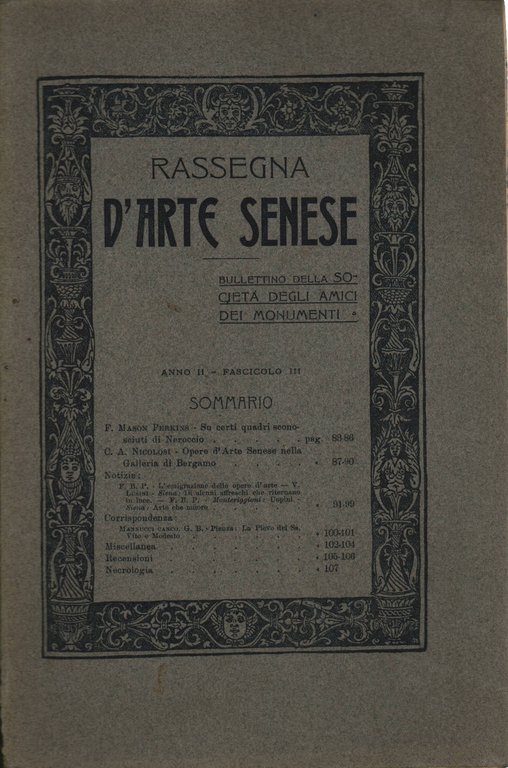 RASSEGNA
D'ARTE SENESE
BULLETTINO DELLA SO-
CIETÀ DEGLI AMICI
DEI MONUMENTI
ANNO II - FASCICOLO III
SOMMARIO
F. MASON PERKINS - Su certi quadri scono-
sciuti di Neroccio . . . . . . pag. 83-86
C. A. NICOLOSI - Opere d'Arte Senese nella
Galleria di Bergamo . . . . . » 87-90
Notizie:
F. B. P. - L'emigrazione delle opere d'arte — V.
LUSINI - Siena: Di alcuni affreschi che ritornano
in luce. — F. B. P. - Monteriggioni: Uopini -
Siena: Arte che muore » 91-99
Corrispondenza:
MANNUCCI CANCO. G. B. - Pienza: La Pieve dei Ss.
Vito e Modesto . . . . . . » 100-101
Miscellanea . . . . . . . » 102-104
Recensioni . . . . . . . » 105-106
Necrologia . . . . . . . » 107